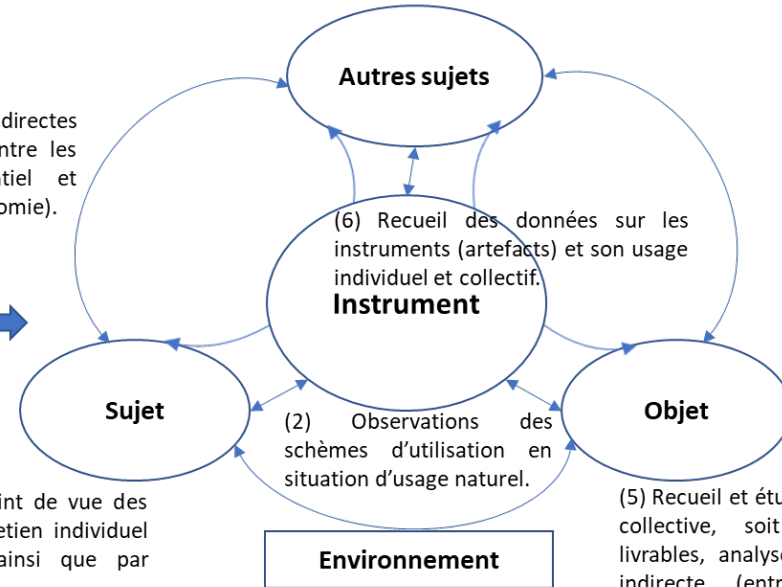 Autres sujets
directes
ntre les
tiel et
omie).
(6) Recueil des données sur les
instruments (artefacts) et son usage
individuel et collectif.
Instrument
Sujet
Objet
(2) Observations des
schèmes d'utilisation en
situation d'usage naturel.
int de vue des
etien individuel
ainsi que par
(5) Recueil et étu
collective, soit
livrables, analyse
indirecte (entr
Environnement